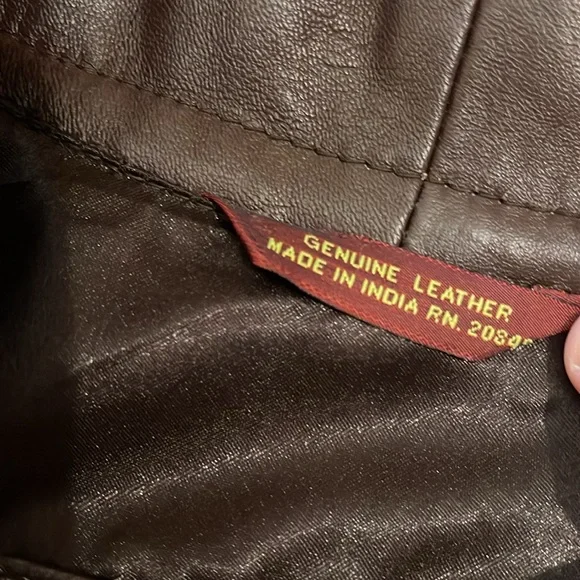 GENUINE LEATHER
MADE IN INDIA RN. 2084